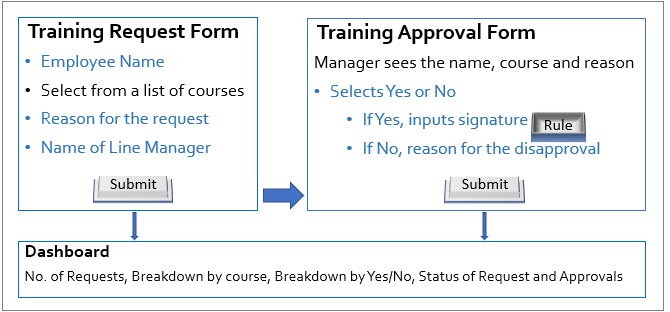 Training Request Form
• Employee Name
• Select from a list of courses
• Reason for the request
• Name of Line Manager
Submit
Training Approval Form
Manager sees the name, course and reason
• Selects Yes or No
• If Yes, inputs signature
Rule
• If No, reason for the disapproval
Submit
Dashboard
No. of Requests, Breakdown by course, Breakdown by Yes/No, Status of Request and Approvals